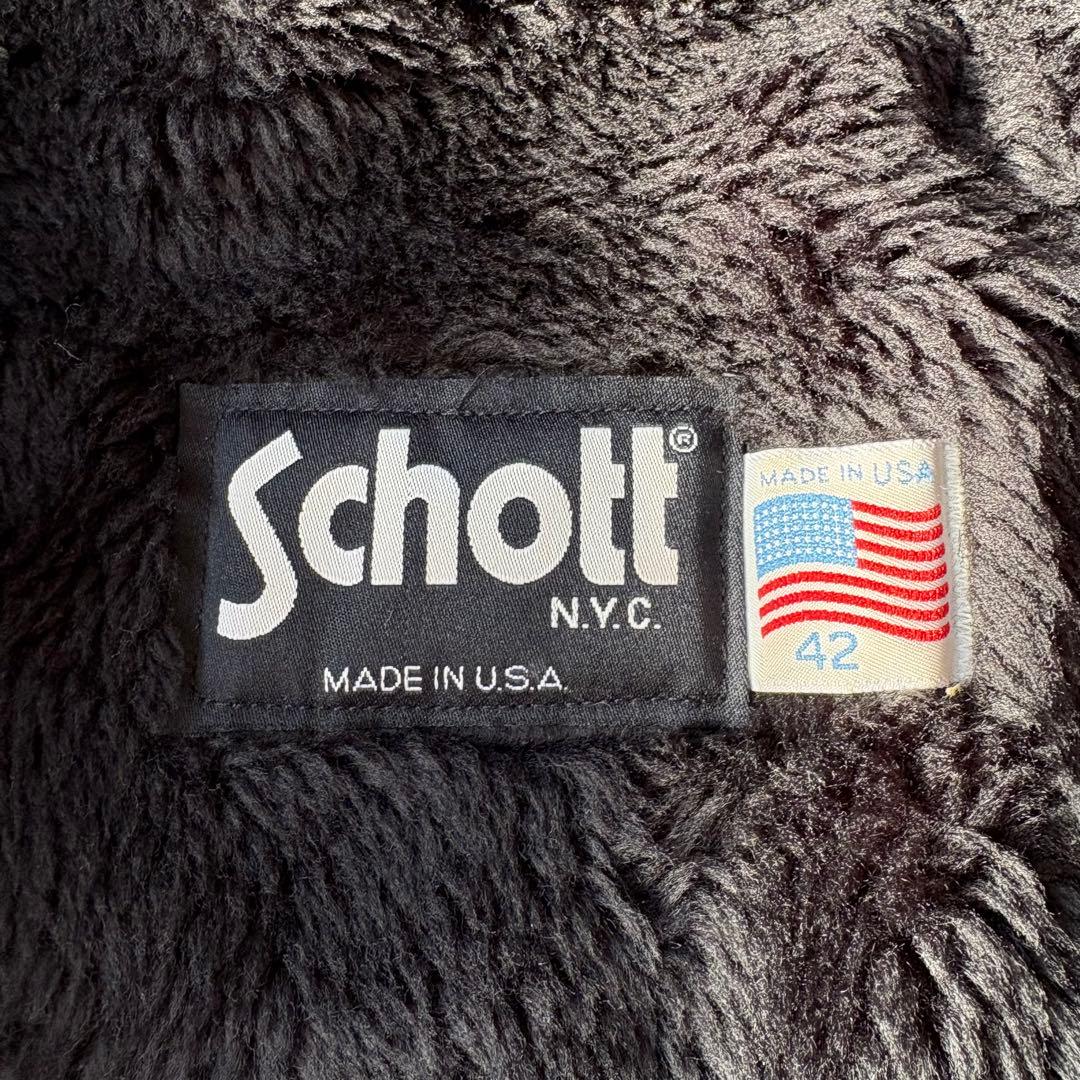 Schott®
N.Y.C.
MADE IN U.S.A.
MADE IN USA
42